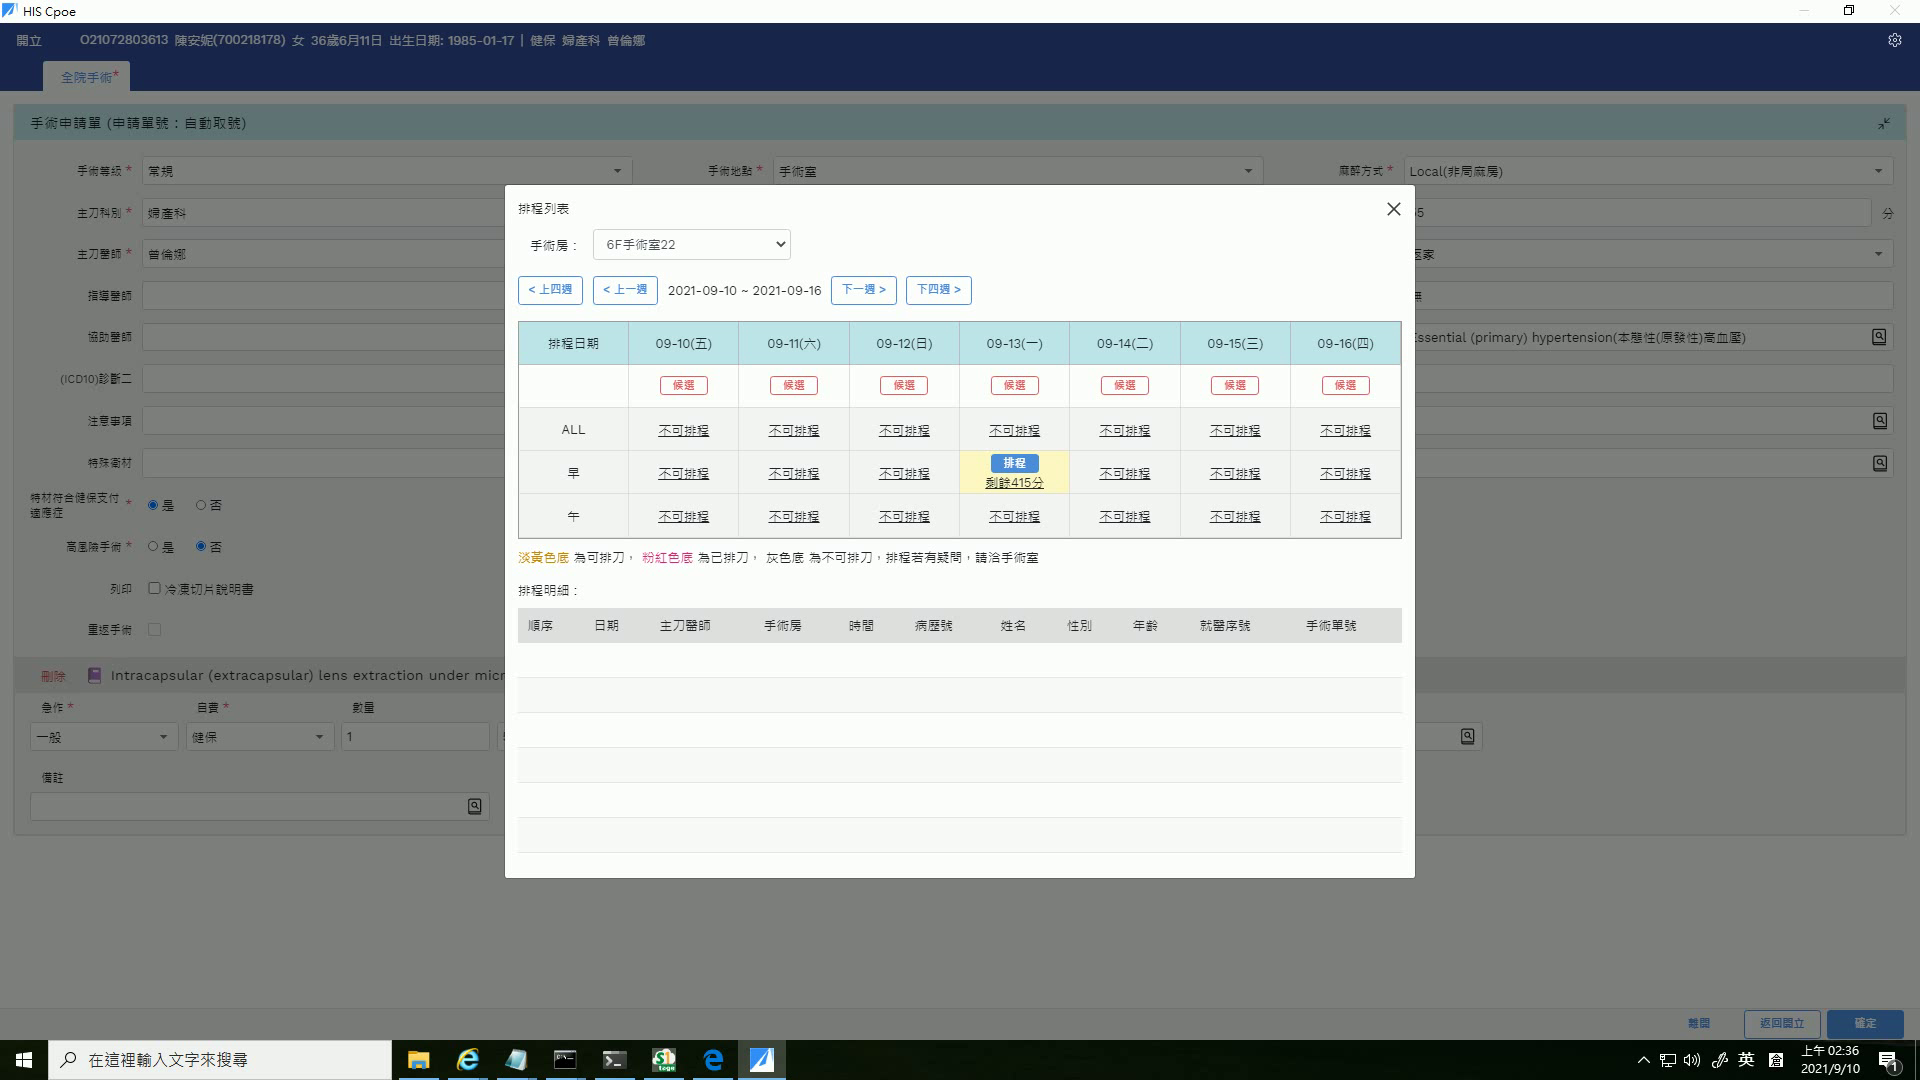 HIS Cpoe
開立 O21072803613 陳安妮(700218178) 女 36歲6月11日 出生日期: 1985-01-17 | 健保 婦產科 曾倫娜
全院手術*
手術申請單 (申請單號：自動取號)
手術等級 * 常規 手術地點 * 手術室 麻醉方式 * Local(非局麻房)
主刀科別 * 婦產科 5 分
主刀醫師 * 曾倫娜 返家
指導醫師 無
協助醫師 Essential (primary) hypertension(本態性(原發性)高血壓)
(ICD10)診斷二
注意事項
特殊衛材
特材符合健保支付適應症 * 是 否
高風險手術 * 是 否
列印 冷凍切片說明書
重返手術
刪除 Intracapsular (extracapsular) lens extraction under micr
急作 * 自費 * 數量
一般 健保 1
備註
排程列表
手術房： 6F手術室22
< 上四週 < 上一週 2021-09-10 ~ 2021-09-16 下一週 > 下四週 >
排程日期 09-10(五) 09-11(六) 09-12(日) 09-13(一) 09-14(二) 09-15(三) 09-16(四)
候選 候選 候選 候選 候選 候選 候選
ALL 不可排程 不可排程 不可排程 不可排程 不可排程 不可排程 不可排程
早 不可排程 不可排程 不可排程 排程 剩餘415分 不可排程 不可排程 不可排程
午 不可排程 不可排程 不可排程 不可排程 不可排程 不可排程 不可排程
淡黃色底 為可排刀， 粉紅色底 為已排刀， 灰色底 為不可排刀，排程若有疑問，請洽手術室
排程明細：
順序 日期 主刀醫師 手術房 時間 病歷號 姓名 性別 年齡 就醫序號 手術單號
離開 返回開立 確定
在這裡輸入文字來搜尋
英
上午 02:36
2021/9/10
1